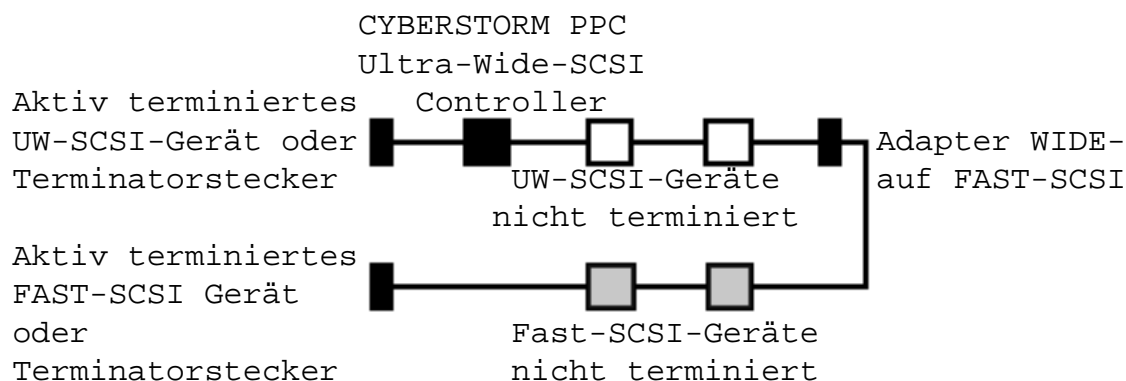 CYBERSTORM PPC
Ultra-Wide-SCSI
Controller
Aktiv terminiertes
UW-SCSI-Gerät oder
Terminatorstecker
UW-SCSI-Geräte
nicht terminiert
Adapter WIDE-
auf FAST-SCSI
Aktiv terminiertes
FAST-SCSI Gerät
oder
Terminatorstecker
Fast-SCSI-Geräte
nicht terminiert